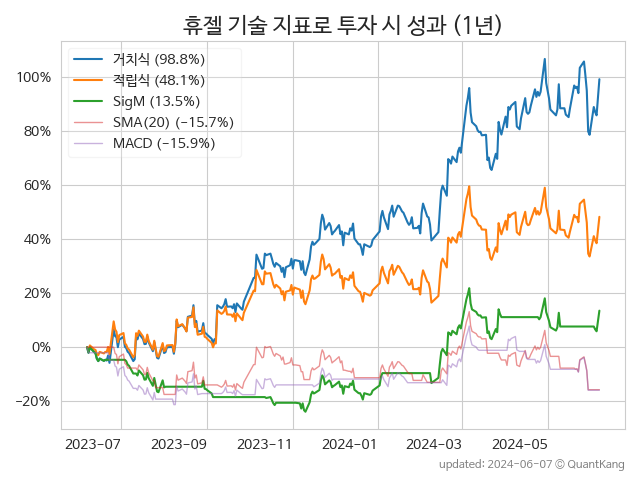 휴젤 기술 지표로 투자 시 성과 (1년)
거치식 (98.8%)
적립식 (48.1%)
SigM (13.5%)
SMA(20) (−15.7%)
MACD (−15.9%)
100%
80%
60%
40%
20%
0%
−20%
2023-07 2023-09 2023-11 2024-01 2024-03 2024-05
updated: 2024-06-07 © QuantKang